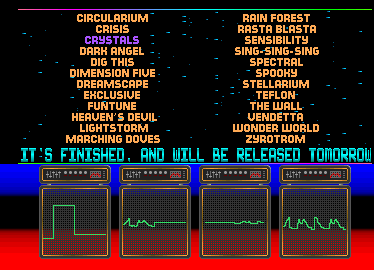 CIRCULARIUM
CRISIS
CRYSTALS
DARK ANGEL
DIG THIS
DIMENSION FIVE
DREAMSCAPE
EXCLUSIVE
FUNTUNE
HEAVEN'S DEVIL
LIGHTSTORM
MARCHING DOVES
RAIN FOREST
RASTA BLASTA
SENSIBILITY
SING-SING-SING
SPECTRAL
SPOOKY
STELLARIUM
TEFLON
THE WALL
VENDETTA
WONDER WORLD
ZYROTROM
IT'S FINISHED, AND WILL BE RELEASED TOMORROW